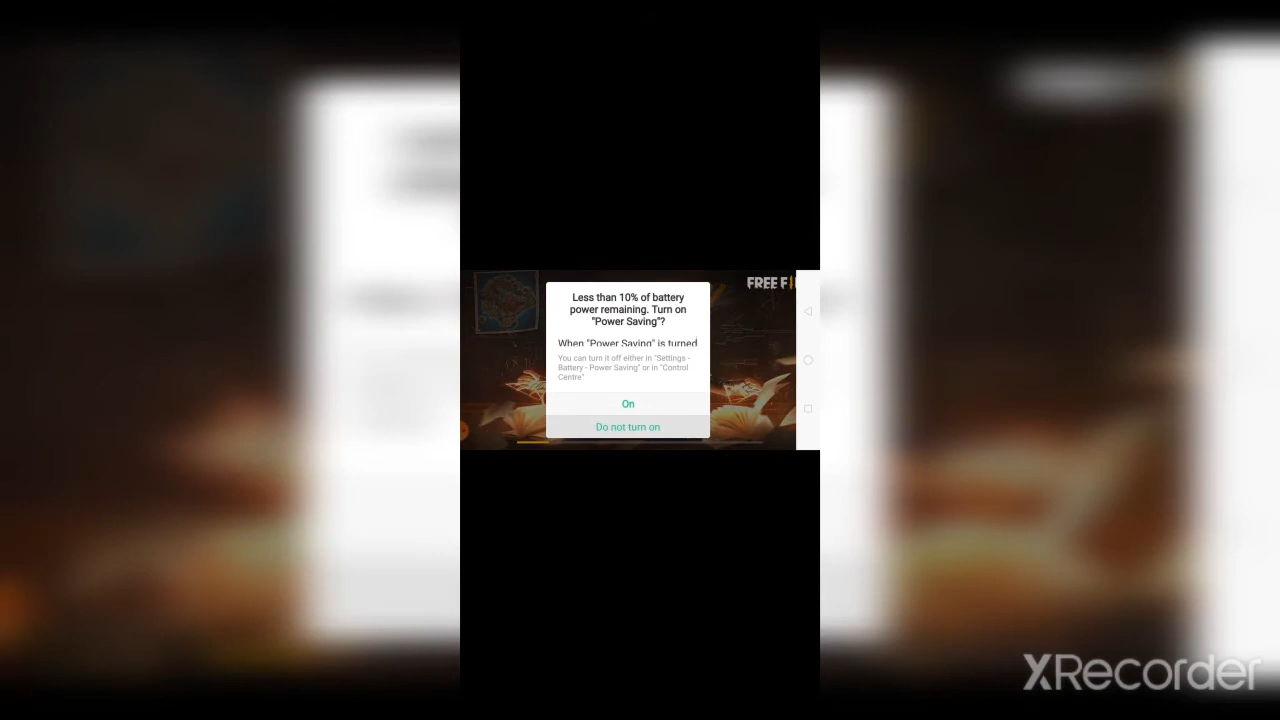 FREE FI
Less than 10% of battery
power remaining. Turn on
"Power Saving"?
When "Power Saving" is turned
You can turn it off either in "Settings -
Battery - Power Saving" or in "Control
Centre"
On
Do not turn on
XRecorder